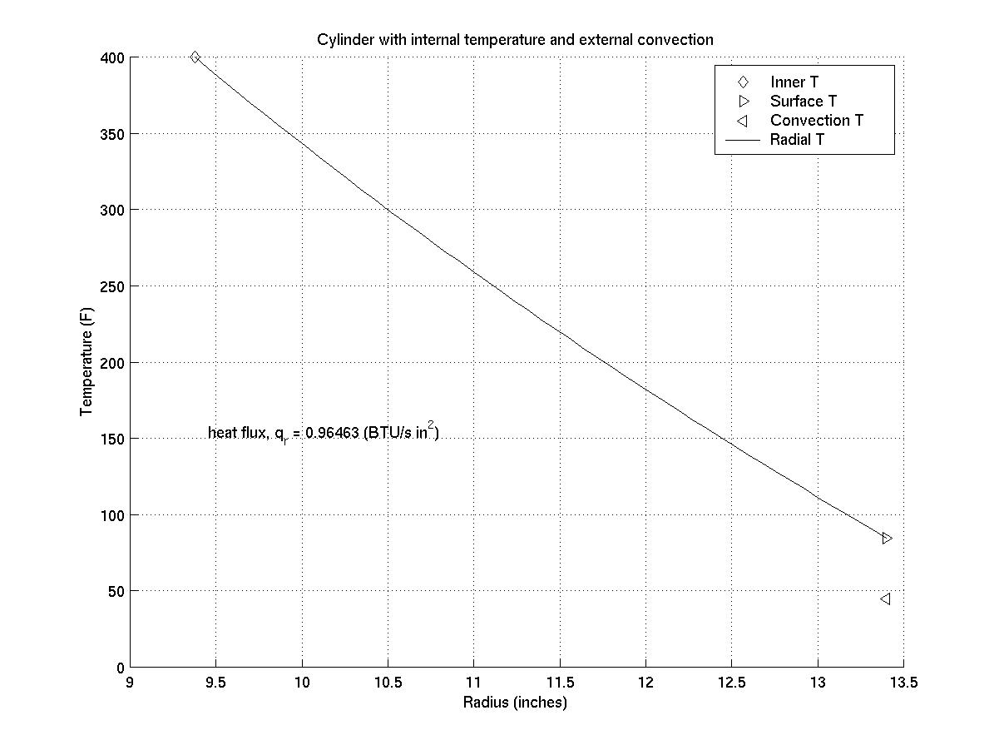 Cylinder with internal temperature and external convection
Inner T
Surface T
Convection T
Radial T
400
350
300
250
200
150
100
50
0
Temperature (F)
heat flux, q_r = 0.96463 (BTU/s in^2)
9
9.5
10
10.5
11
11.5
12
12.5
13
13.5
Radius (inches)